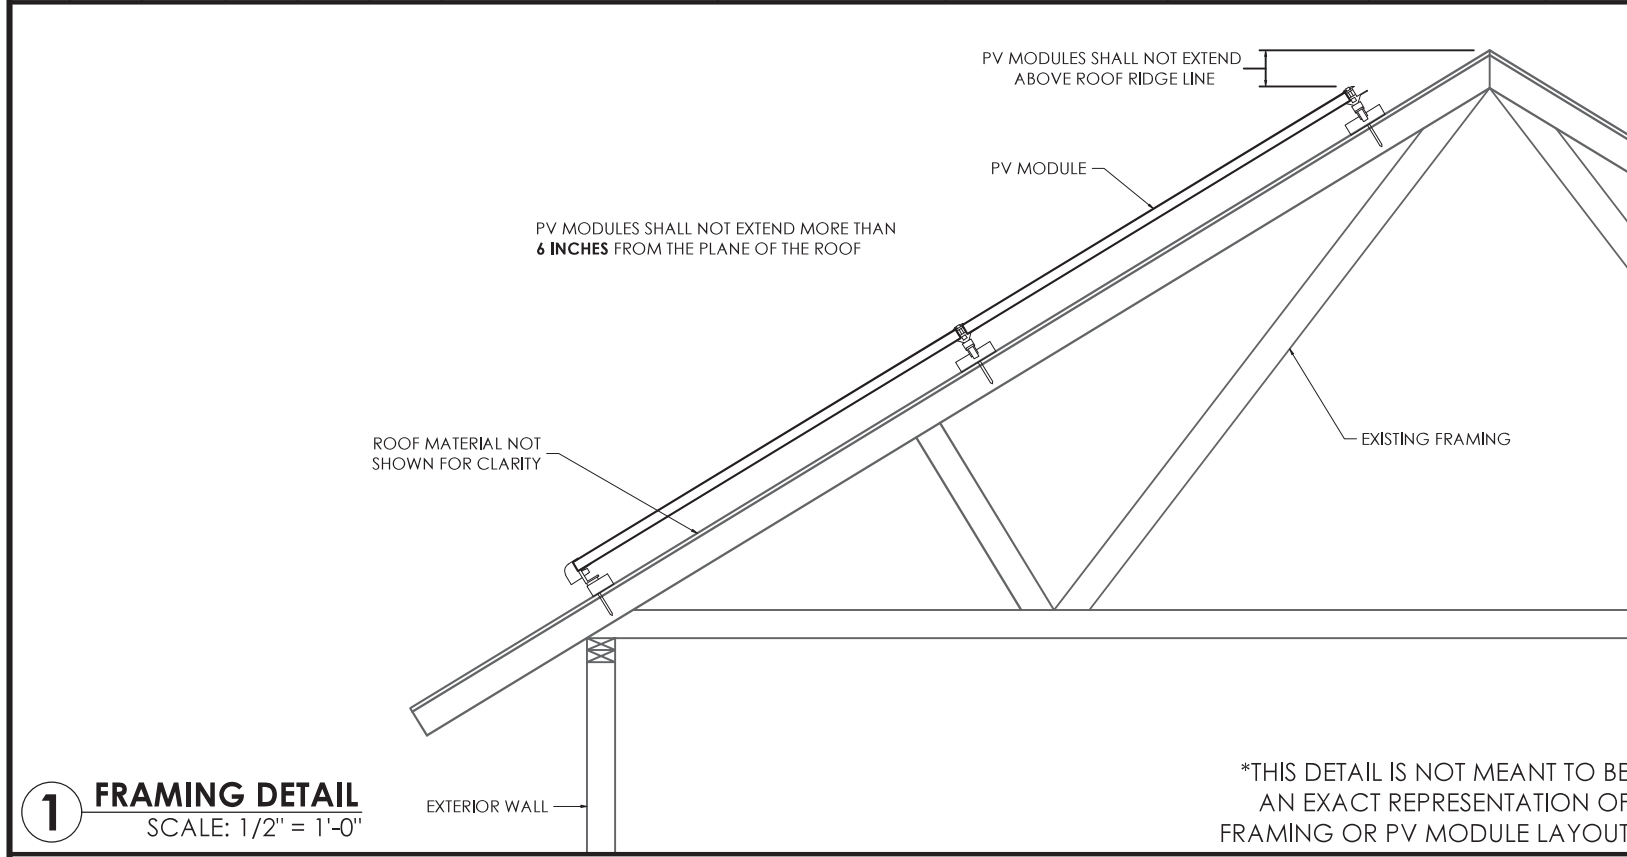 PV MODULES SHALL NOT EXTEND
ABOVE ROOF RIDGE LINE
PV MODULE
PV MODULES SHALL NOT EXTEND MORE THAN
6 INCHES FROM THE PLANE OF THE ROOF
ROOF MATERIAL NOT
SHOWN FOR CLARITY
EXISTING FRAMING
1 FRAMING DETAIL
SCALE: 1/2" = 1'-0"
EXTERIOR WALL
*THIS DETAIL IS NOT MEANT TO BE
AN EXACT REPRESENTATION OF
FRAMING OR PV MODULE LAYOUT